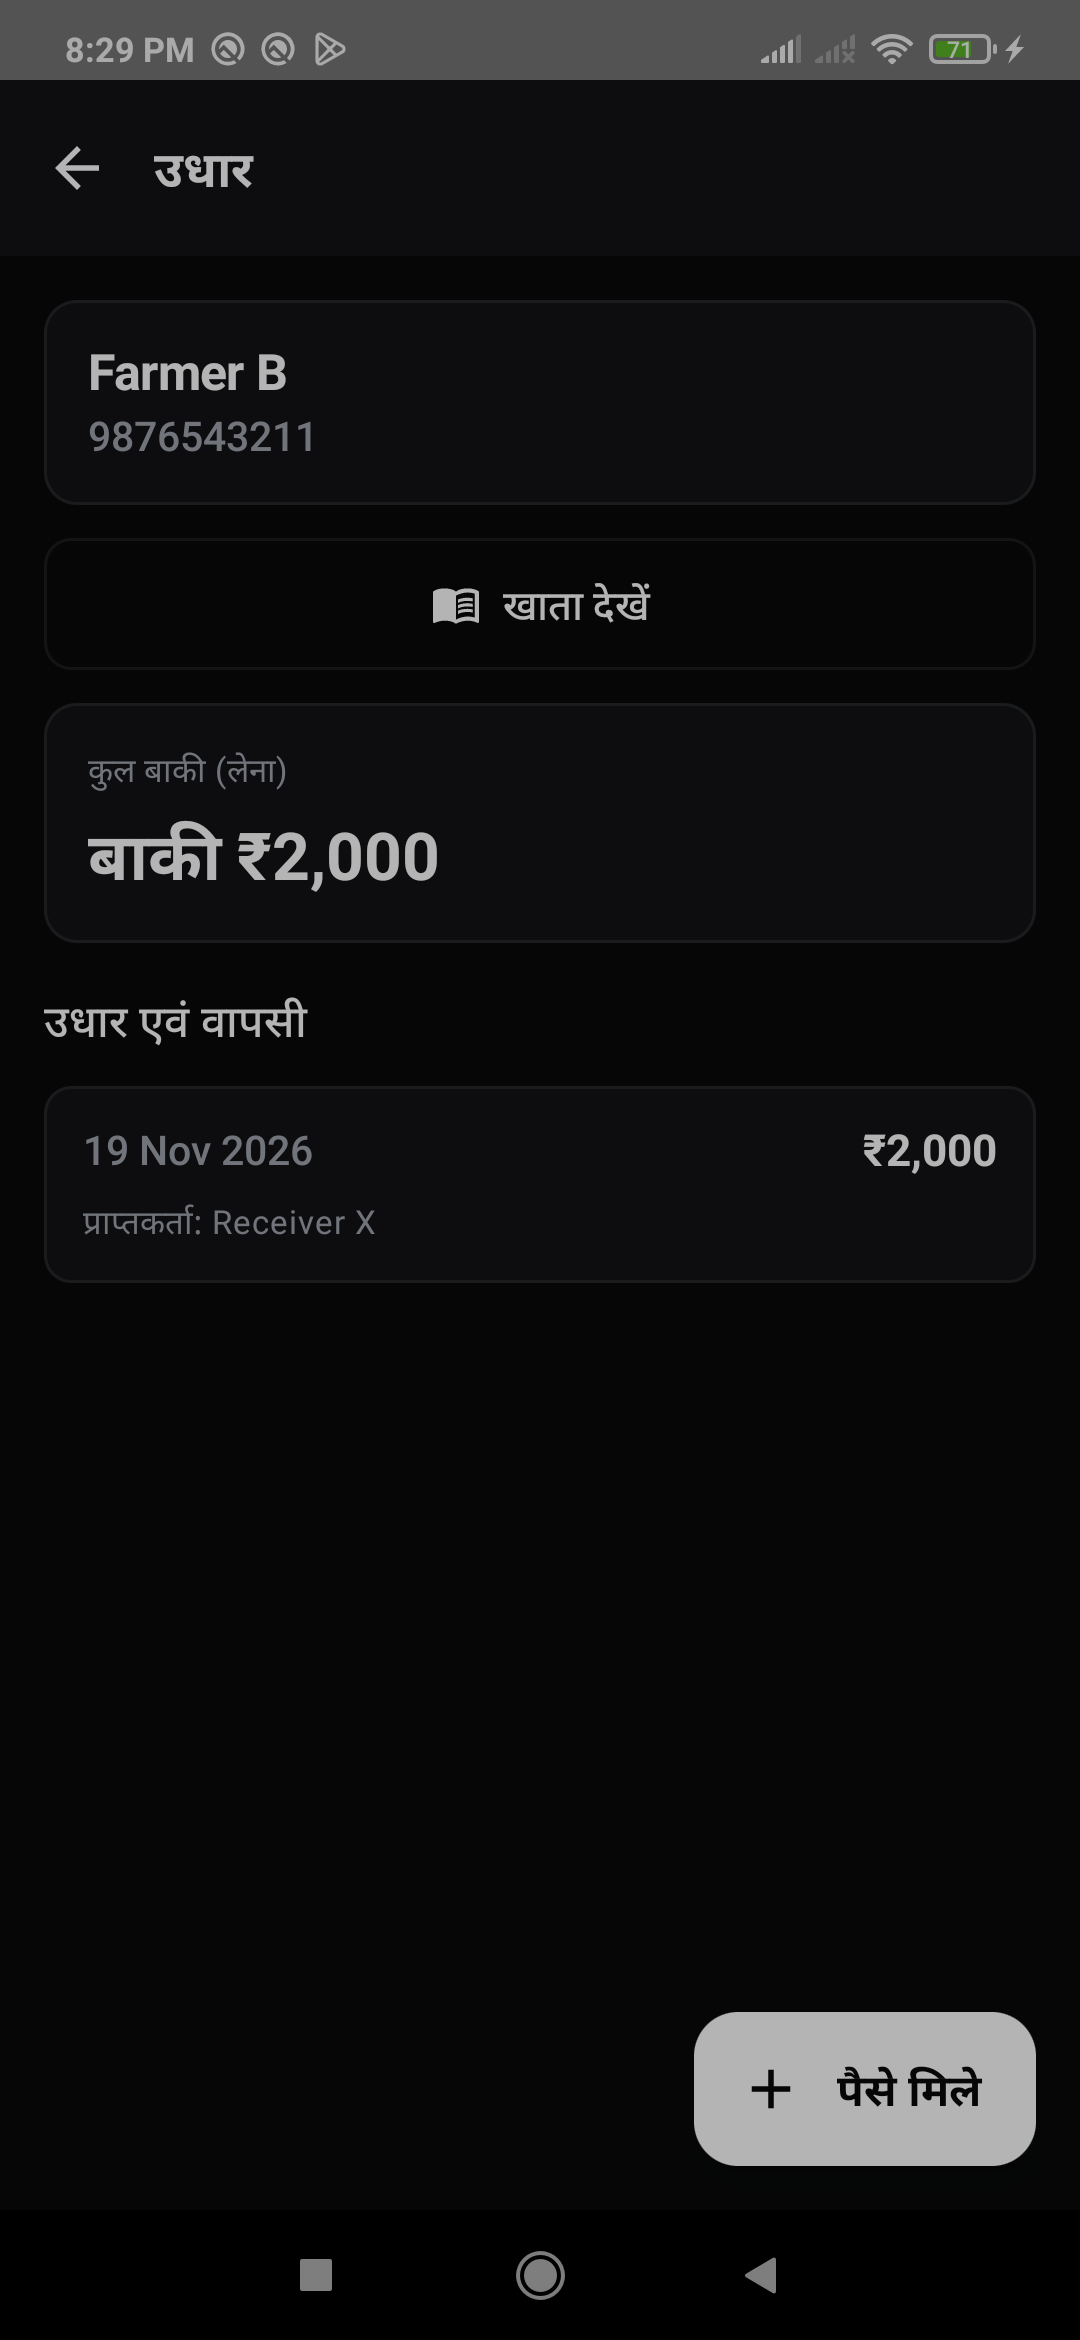 8:29 PM
71
उधार
Farmer B
9876543211
खाता देखें
कुल बाकी (लेना)
बाकी ₹2,000
उधार एवं वापसी
19 Nov 2026
₹2,000
प्राप्तकर्ता: Receiver X
पैसे मिले